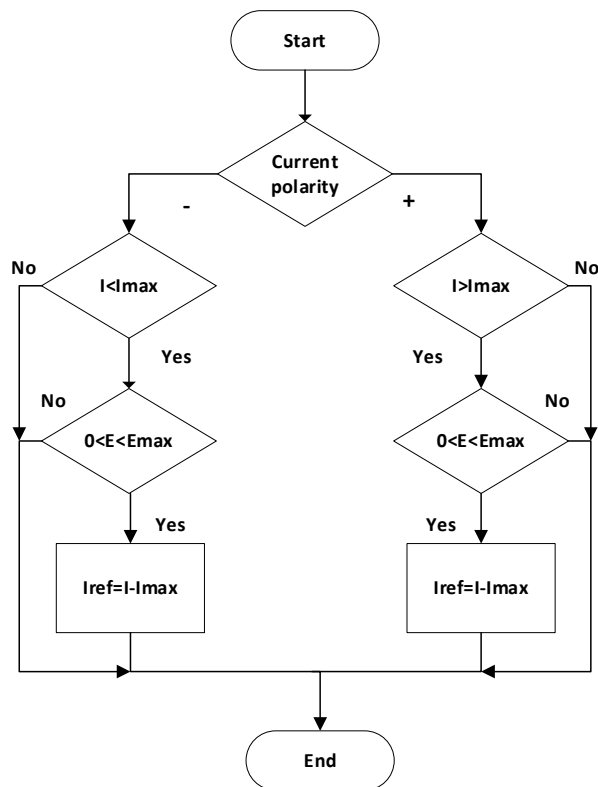 Start
Current
polarity
-
+
No
I<Imax
I>Imax
No
Yes
Yes
No
0<E<Emax
0<E<Emax
No
Yes
Yes
Iref=I-Imax
Iref=I-Imax
End